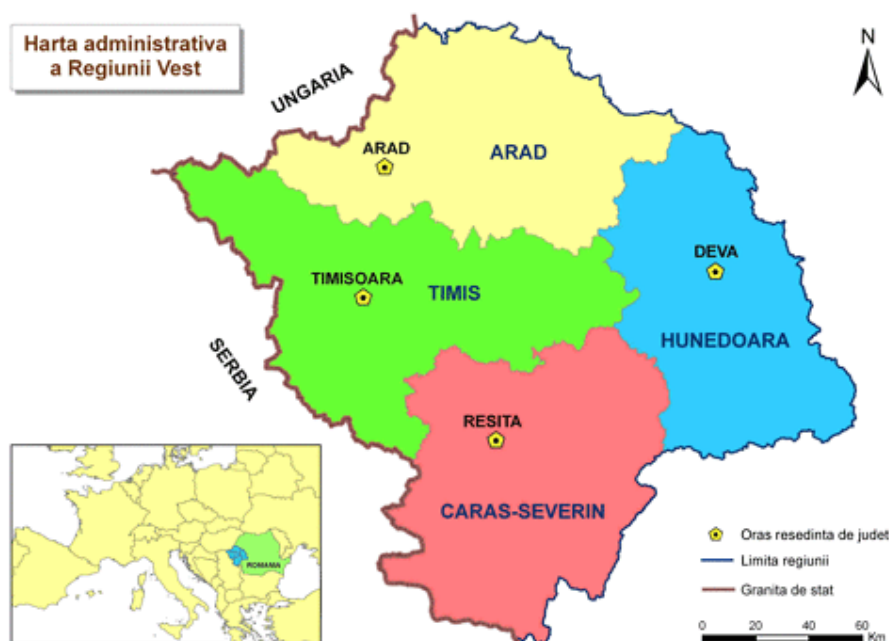 Harta administrativa
a Regiunii Vest
N
UNGARIA
ARAD
ARAD
DEVA
TIMISOARA
TIMIS
HUNEDOARA
SERBIA
RESITA
CARAS-SEVERIN
ROMANIA
Oras resedinta de judet
Limita regiunii
Granita de stat
0 20 40 60
Km